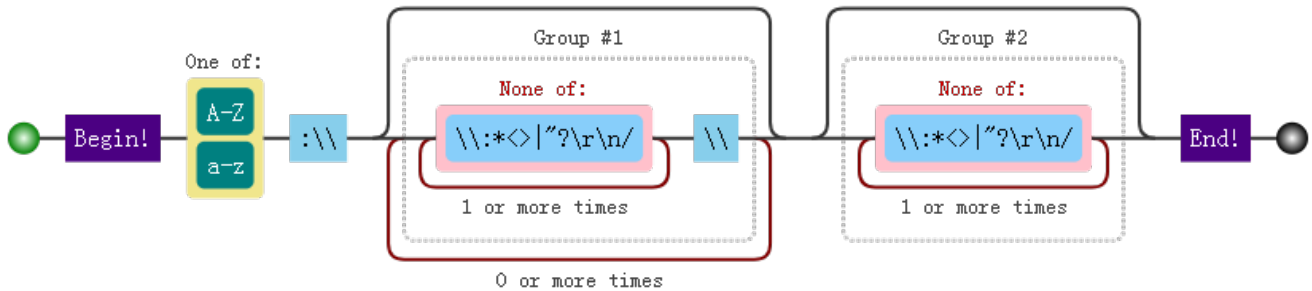 Group #1
Group #2
One of:
None of:
None of:
Begin!
A-Z
a-z
:\\
\\:*<>|"?\r\n/
\\
\\:*<>|"?\r\n/
End!
1 or more times
1 or more times
0 or more times